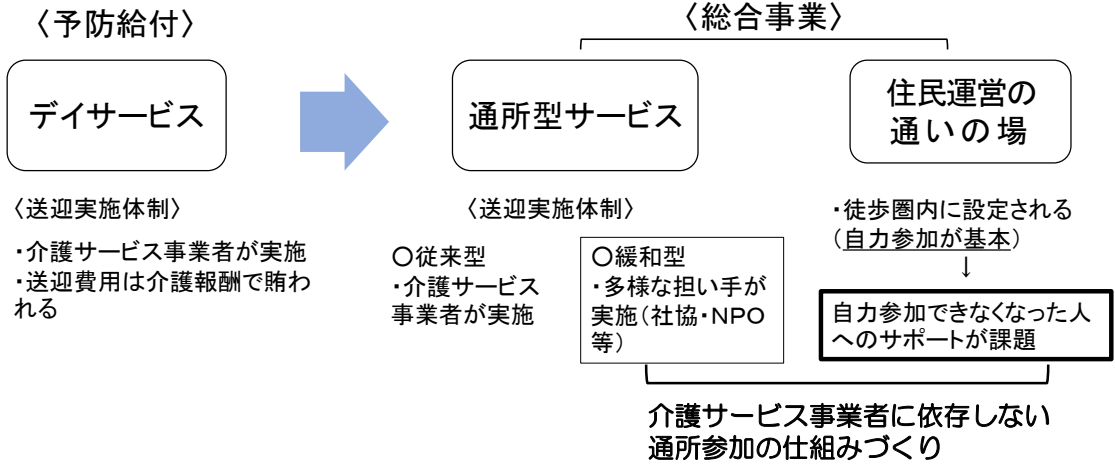 〈予防給付〉
デイサービス
〈送迎実施体制〉
・介護サービス事業者が実施
・送迎費用は介護報酬で賄わ
れる
〈総合事業〉
通所型サービス
〈送迎実施体制〉
○従来型
・介護サービス
事業者が実施
○緩和型
・多様な担い手が
実施(社協・NPO
等)
住民運営の
通いの場
・徒歩圏内に設定される
(自力参加が基本)
↓
自力参加できなくなった人
へのサポートが課題
介護サービス事業者に依存しない
通所参加の仕組みづくり